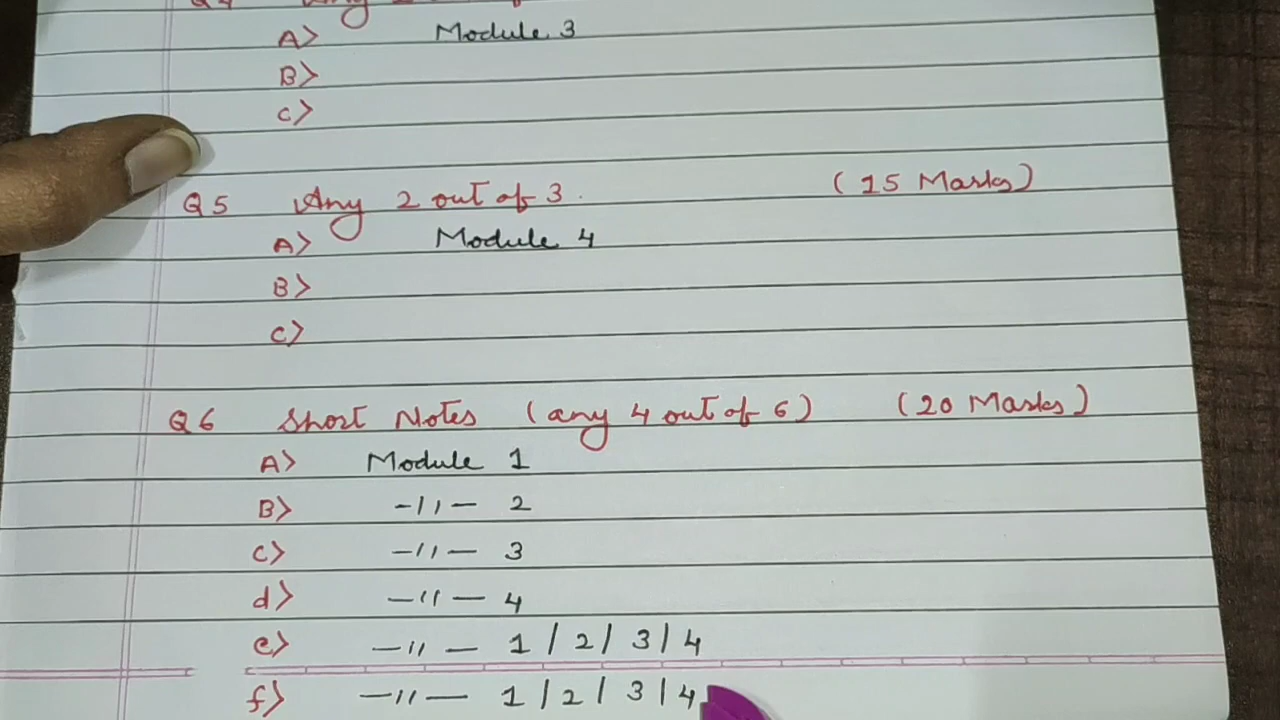 A> Module 3
B>
C>
Q5 Any 2 out of 3. (15 Marks)
A> Module 4
B>
C>
Q6 Short Notes (any 4 out of 6) (20 Marks)
A> Module 1
B> —11— 2
C> —11— 3
d> —11— 4
e> —11— 1 / 2 / 3 / 4
f> —11— 1 / 2 / 3 / 4